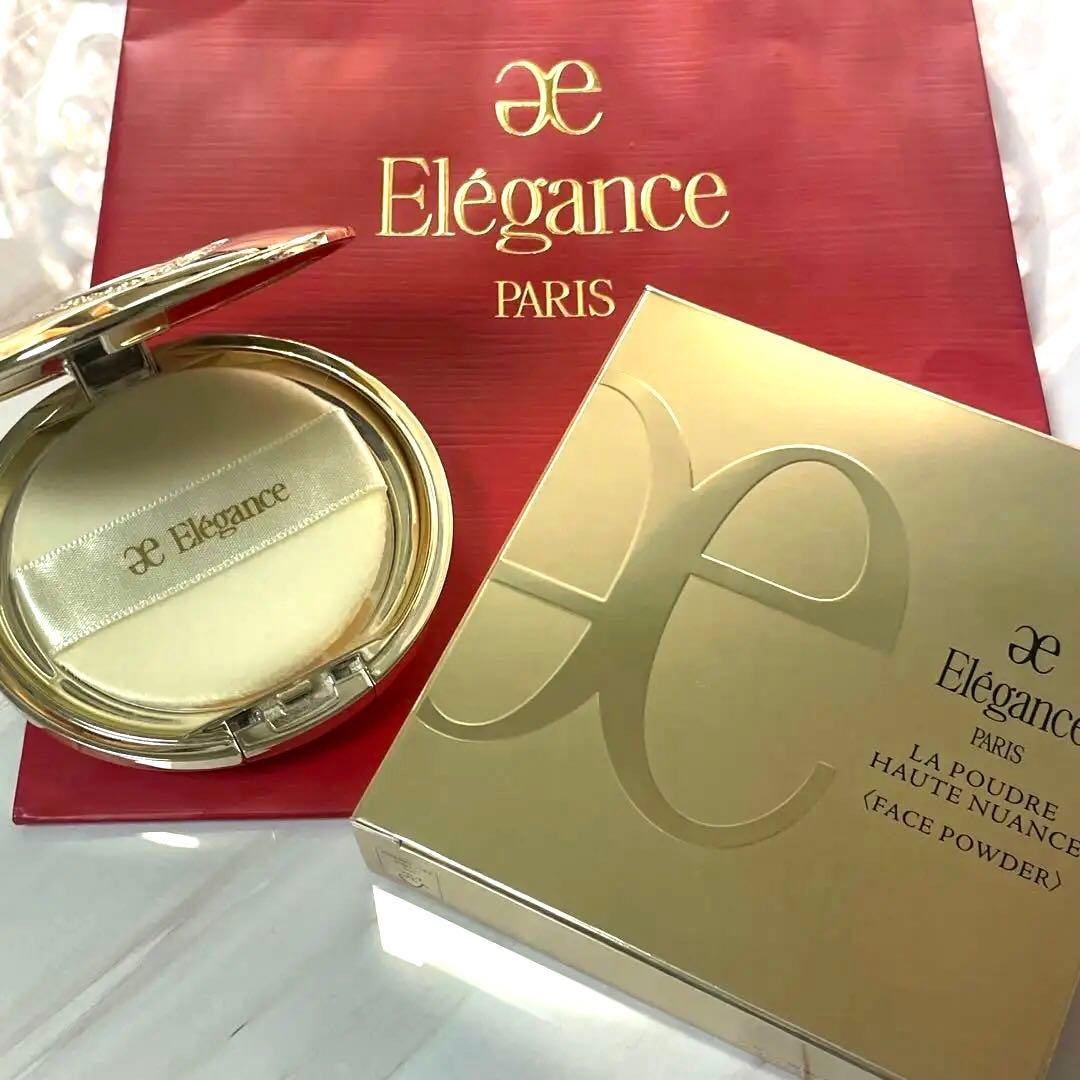 æ
Elégance
PARIS
æ Elégance
æ
æ
Elégance
PARIS
LA POUDRE
HAUTE NUANCE
〈FACE POWDER〉